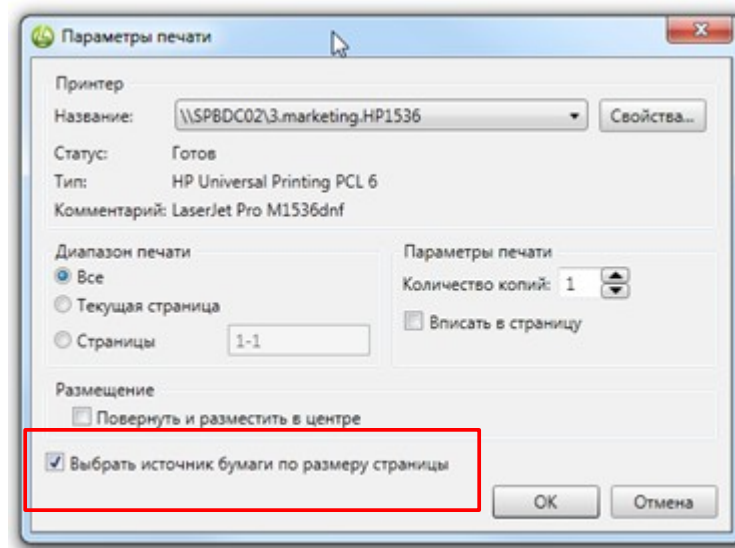 Параметры печати
Принтер
Название: \\SPBDC02\3.marketing.HP1536 Свойства...
Статус: Готов
Тип: HP Universal Printing PCL 6
Комментарий: LaserJet Pro M1536dnf
Диапазон печати
Все
Текущая страница
Страницы 1-1
Параметры печати
Количество копий: 1
Вписать в страницу
Размещение
Повернуть и разместить в центре
Выбрать источник бумаги по размеру страницы
OK Отмена